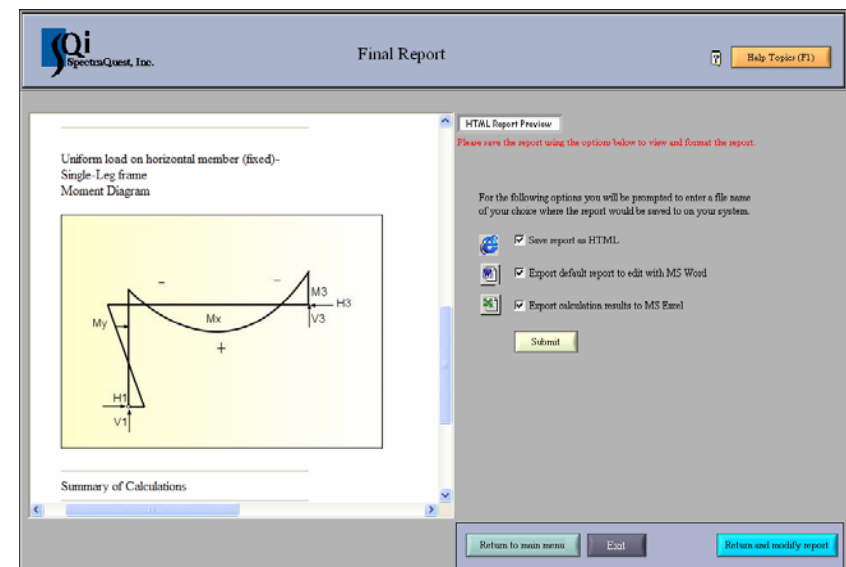 Qi
SpectraQuest, Inc.
Final Report
?
Help Topics (F1)
HTML Report Preview
Please save the report using the options below to view and format the report.
Uniform load on horizontal member (fixed)-
Single-Leg frame
Moment Diagram
−
−
M3
H3
My
Mx
V3
+
H1
V1
Summary of Calculations
For the following options you will be prompted to enter a file name
of your choice where the report would be saved to on your system.
Save report as HTML
Export default report to edit with MS Word
Export calculation results to MS Excel
Submit
Return to main menu
Exit
Return and modify report